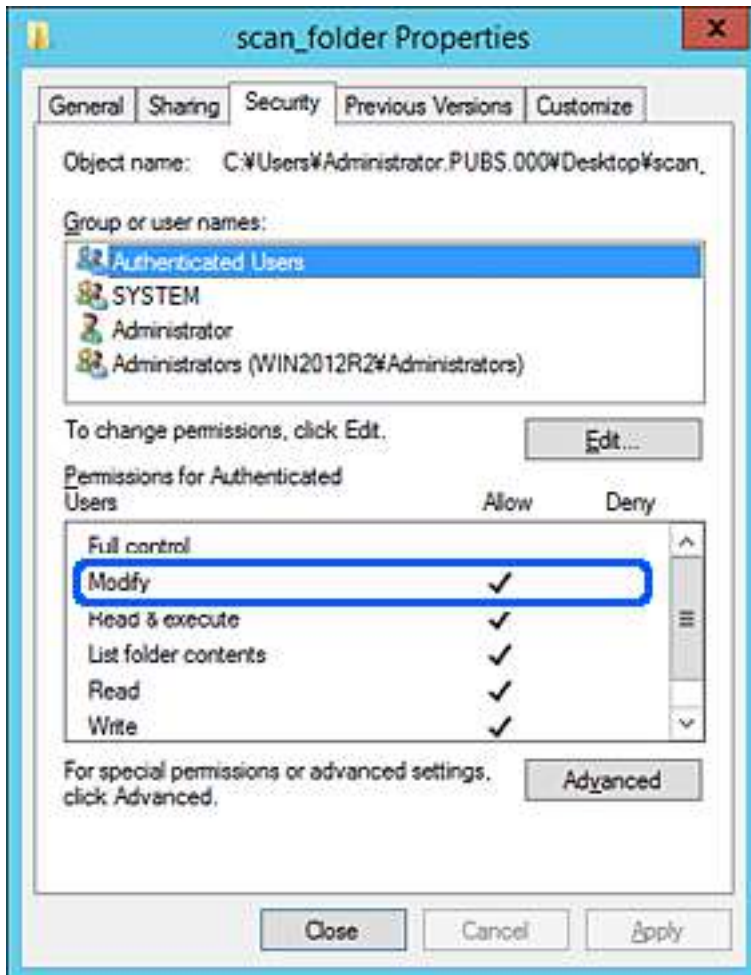 scan_folder Properties
x
General Sharing Security Previous Versions Customize
Object name: C:¥Users¥Administrator.PUBS.000¥Desktop¥scan_
Group or user names:
Authenticated Users
SYSTEM
Administrator
Administrators (WIN2012R2¥Administrators)
To change permissions, click Edit.
Edit...
Permissions for Authenticated
Users Allow Deny
Full control
Modify
Read & execute
List folder contents
Read
Write
For special permissions or advanced settings,
click Advanced.
Advanced
Close Cancel Apply